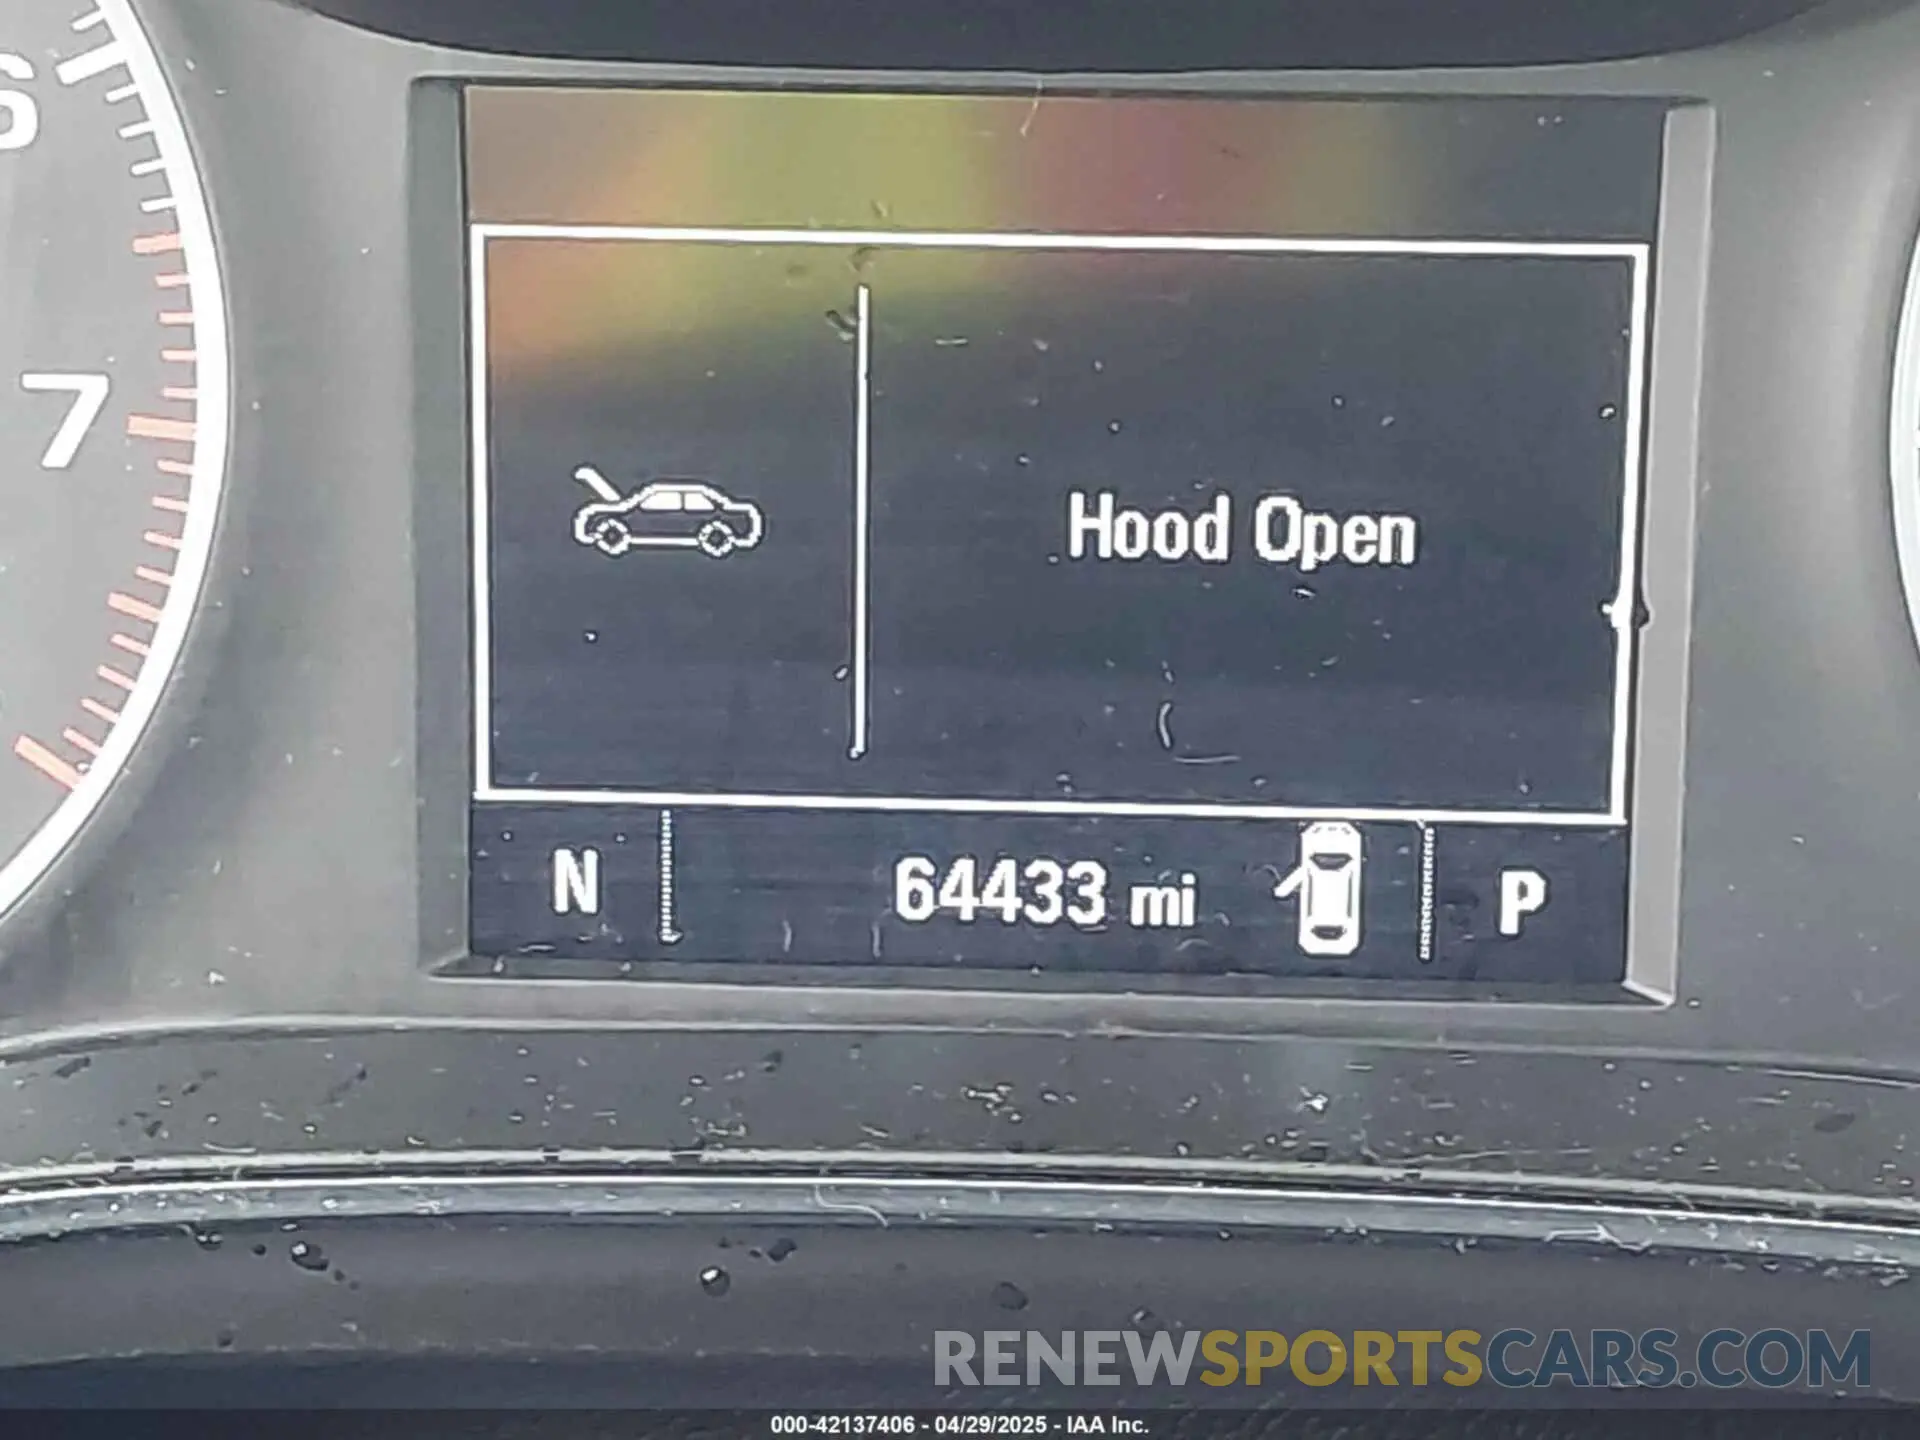 6
7
Hood Open
N
64433 mi
P
RENEWSPORTSCARS.COM
000-42137406 - 04/29/2025 - IAA Inc.